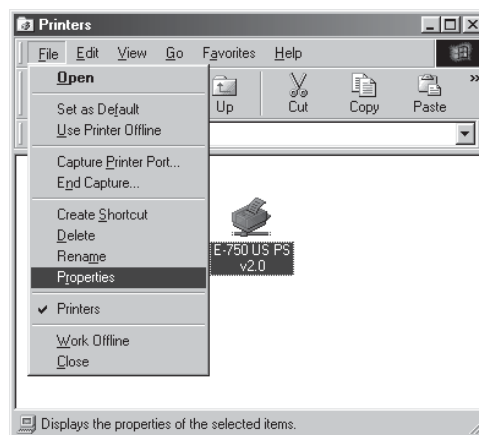 Printers
File Edit View Go Favorites Help
Up Cut Copy Paste »
Open
Set as Default
Use Printer Offline
Capture Printer Port...
End Capture...
Create Shortcut
Delete
Rename
Properties
Printers
Work Offline
Close
E-750 US PS
v2.0
Displays the properties of the selected items.